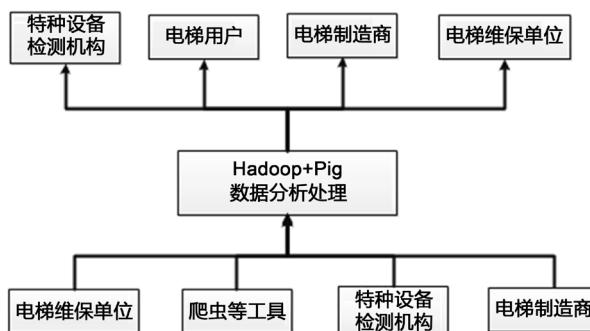 特种设备
检测机构
电梯用户
电梯制造商
电梯维保单位
Hadoop+Pig
数据分析处理
电梯维保单位
爬虫等工具
特种设备
检测机构
电梯制造商